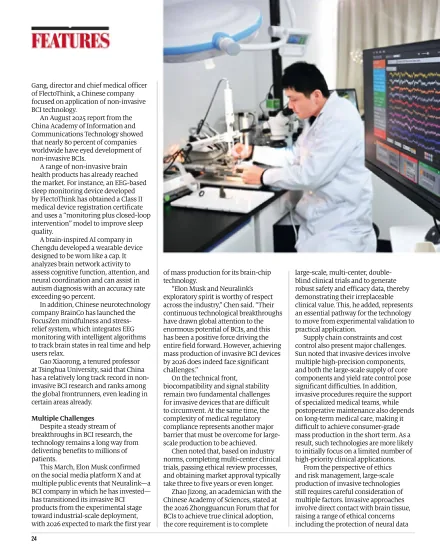 FEATURES
Gang, director and chief medical officer
of FlectoThink, a Chinese company
focused on application of non-invasive
BCI technology.
An August 2025 report from the
China Academy of Information and
Communications Technology showed
that nearly 80 percent of companies
worldwide have eyed development of
non-invasive BCIs.
A range of non-invasive brain
health products has already reached
the market. For instance, an EEG-based
sleep monitoring device developed
by FlectoThink has obtained a Class II
medical device registration certificate
and uses a “monitoring plus closed-loop
intervention” model to improve sleep
quality.
A brain-inspired AI company in
Chengdu developed a wearable device
designed to be worn like a cap. It
analyzes brain network activity to
assess cognitive function, attention, and
neural coordination and can assist in
autism diagnosis with an accuracy rate
exceeding 90 percent.
In addition, Chinese neurotechnology
company BrainCo has launched the
FocusZen mindfulness and stress-
relief system, which integrates EEG
monitoring with intelligent algorithms
to track brain states in real time and help
users relax.
Gao Xiaorong, a tenured professor
at Tsinghua University, said that China
has a relatively long track record in non-
invasive BCI research and ranks among
the global frontrunners, even leading in
certain areas already.
Multiple Challenges
Despite a steady stream of
breakthroughs in BCI research, the
technology remains a long way from
delivering benefits to millions of
patients.
This March, Elon Musk confirmed
on the social media platform X and at
multiple public events that Neuralink—a
BCI company in which he has invested—
has transitioned its invasive BCI
products from the experimental stage
toward industrial-scale deployment,
with 2026 expected to mark the first year
of mass production for its brain-chip
technology.
“Elon Musk and Neuralink’s
exploratory spirit is worthy of respect
across the industry,” Chen said. “Their
continuous technological breakthroughs
have drawn global attention to the
enormous potential of BCIs, and this
has been a positive force driving the
entire field forward. However, achieving
mass production of invasive BCI devices
by 2026 does indeed face significant
challenges.”
On the technical front,
biocompatibility and signal stability
remain two fundamental challenges
for invasive devices that are difficult
to circumvent. At the same time, the
complexity of medical regulatory
compliance represents another major
barrier that must be overcome for large-
scale production to be achieved.
Chen noted that, based on industry
norms, completing multi-center clinical
trials, passing ethical review processes,
and obtaining market approval typically
take three to five years or even longer.
Zhao Jizong, an academician with the
Chinese Academy of Sciences, stated at
the 2026 Zhongguancun Forum that for
BCIs to achieve true clinical adoption,
the core requirement is to complete
large-scale, multi-center, double-
blind clinical trials and to generate
robust safety and efficacy data, thereby
demonstrating their irreplaceable
clinical value. This, he added, represents
an essential pathway for the technology
to move from experimental validation to
practical application.
Supply chain constraints and cost
control also present major challenges.
Sun noted that invasive devices involve
multiple high-precision components,
and both the large-scale supply of core
components and yield rate control pose
significant difficulties. In addition,
invasive procedures require the support
of specialized medical teams, while
postoperative maintenance also depends
on long-term medical care, making it
difficult to achieve consumer-grade
mass production in the short term. As a
result, such technologies are more likely
to initially focus on a limited number of
high-priority clinical applications.
From the perspective of ethics
and risk management, large-scale
production of invasive technologies
still requires careful consideration of
multiple factors. Invasive approaches
involve direct contact with brain tissue,
raising a range of ethical concerns
including the protection of neural data
24